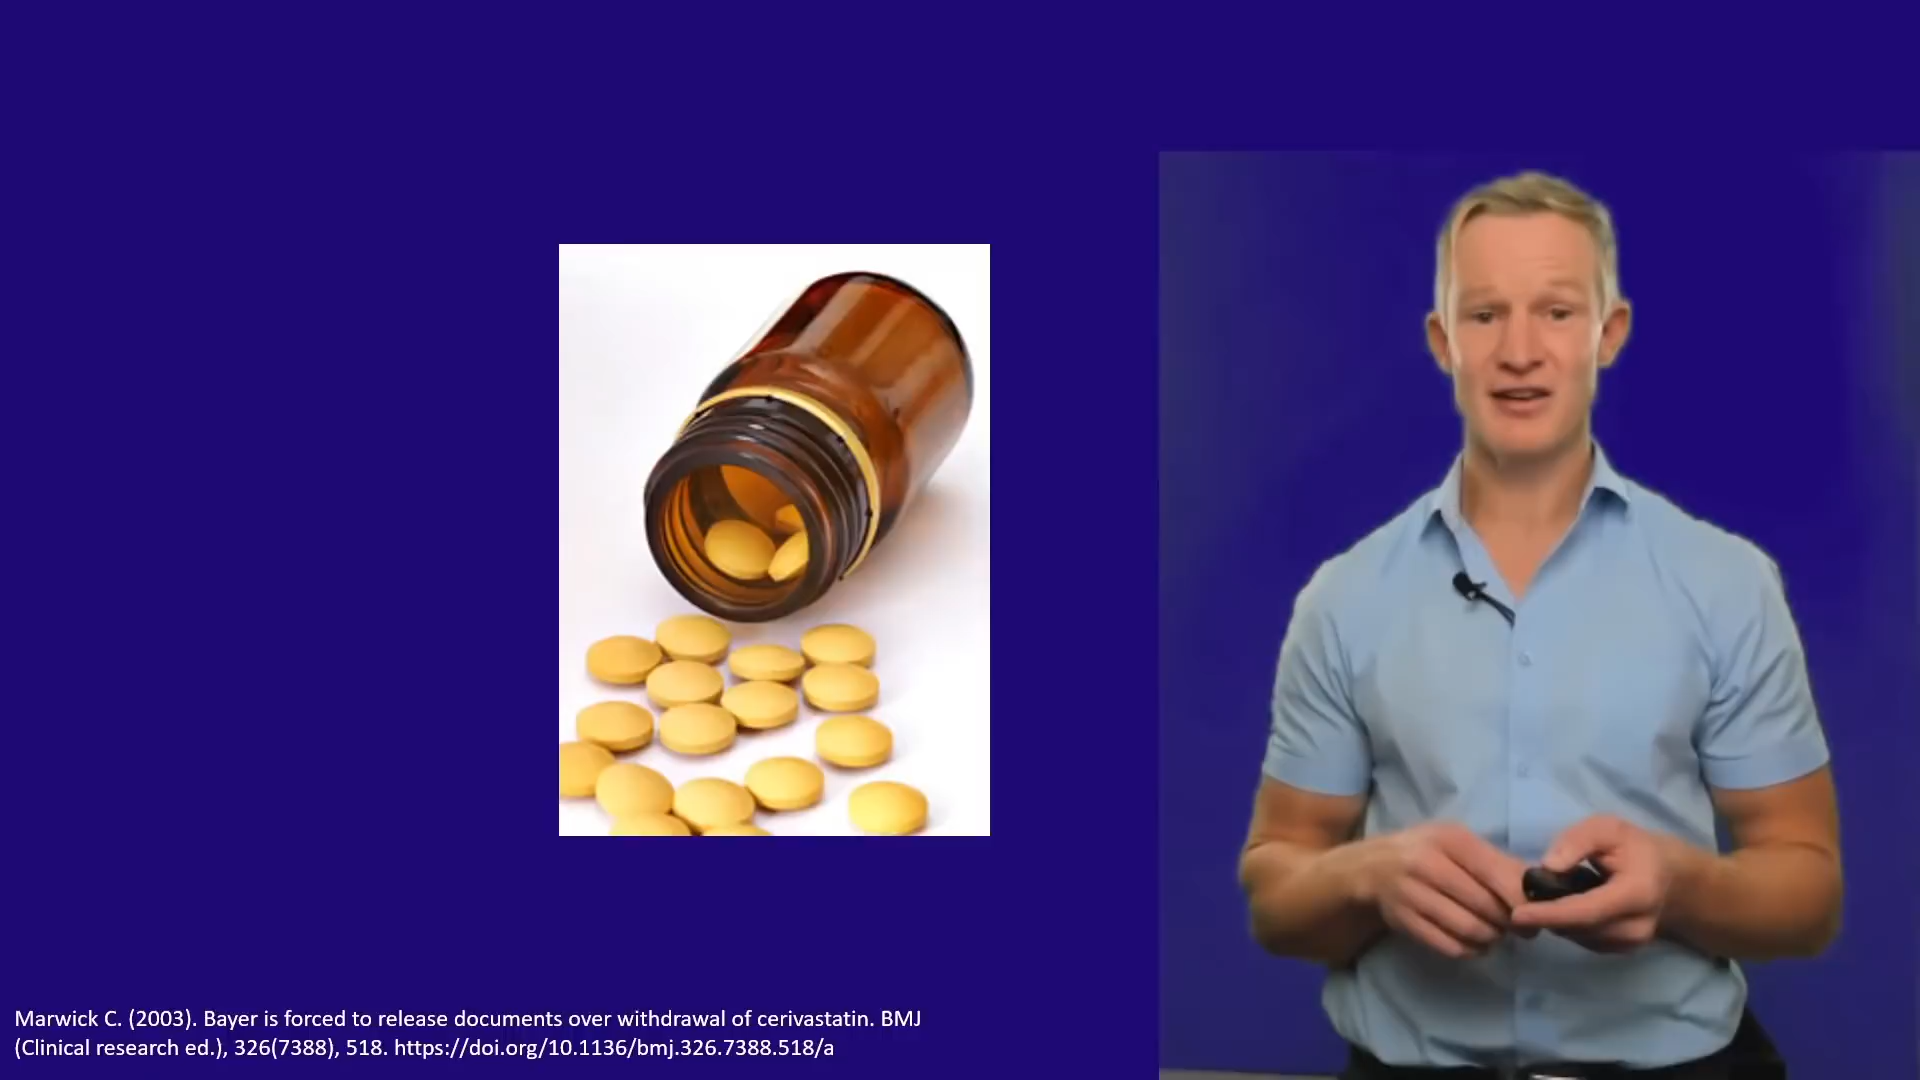 Marwick C. (2003). Bayer is forced to release documents over withdrawal of cerivastatin. BMJ
(Clinical research ed.), 326(7388), 518. https://doi.org/10.1136/bmj.326.7388.518/a